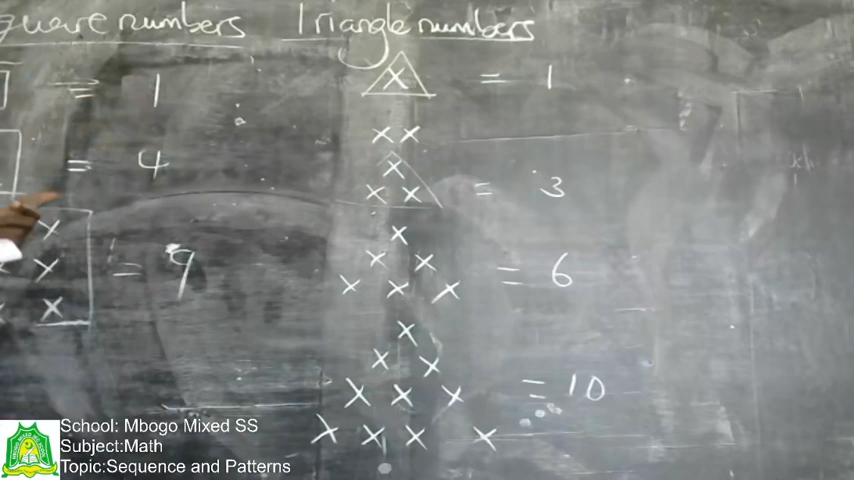 quare numbers Triangle numbers
= 1
= 4
x
x
x = 9
x = 1
x x
x
x x = 3
x
x x
x x x = 6
x
x x
x x x = 10
x x x x
School: Mbogo Mixed SS
Subject:Math
Topic:Sequence and Patterns